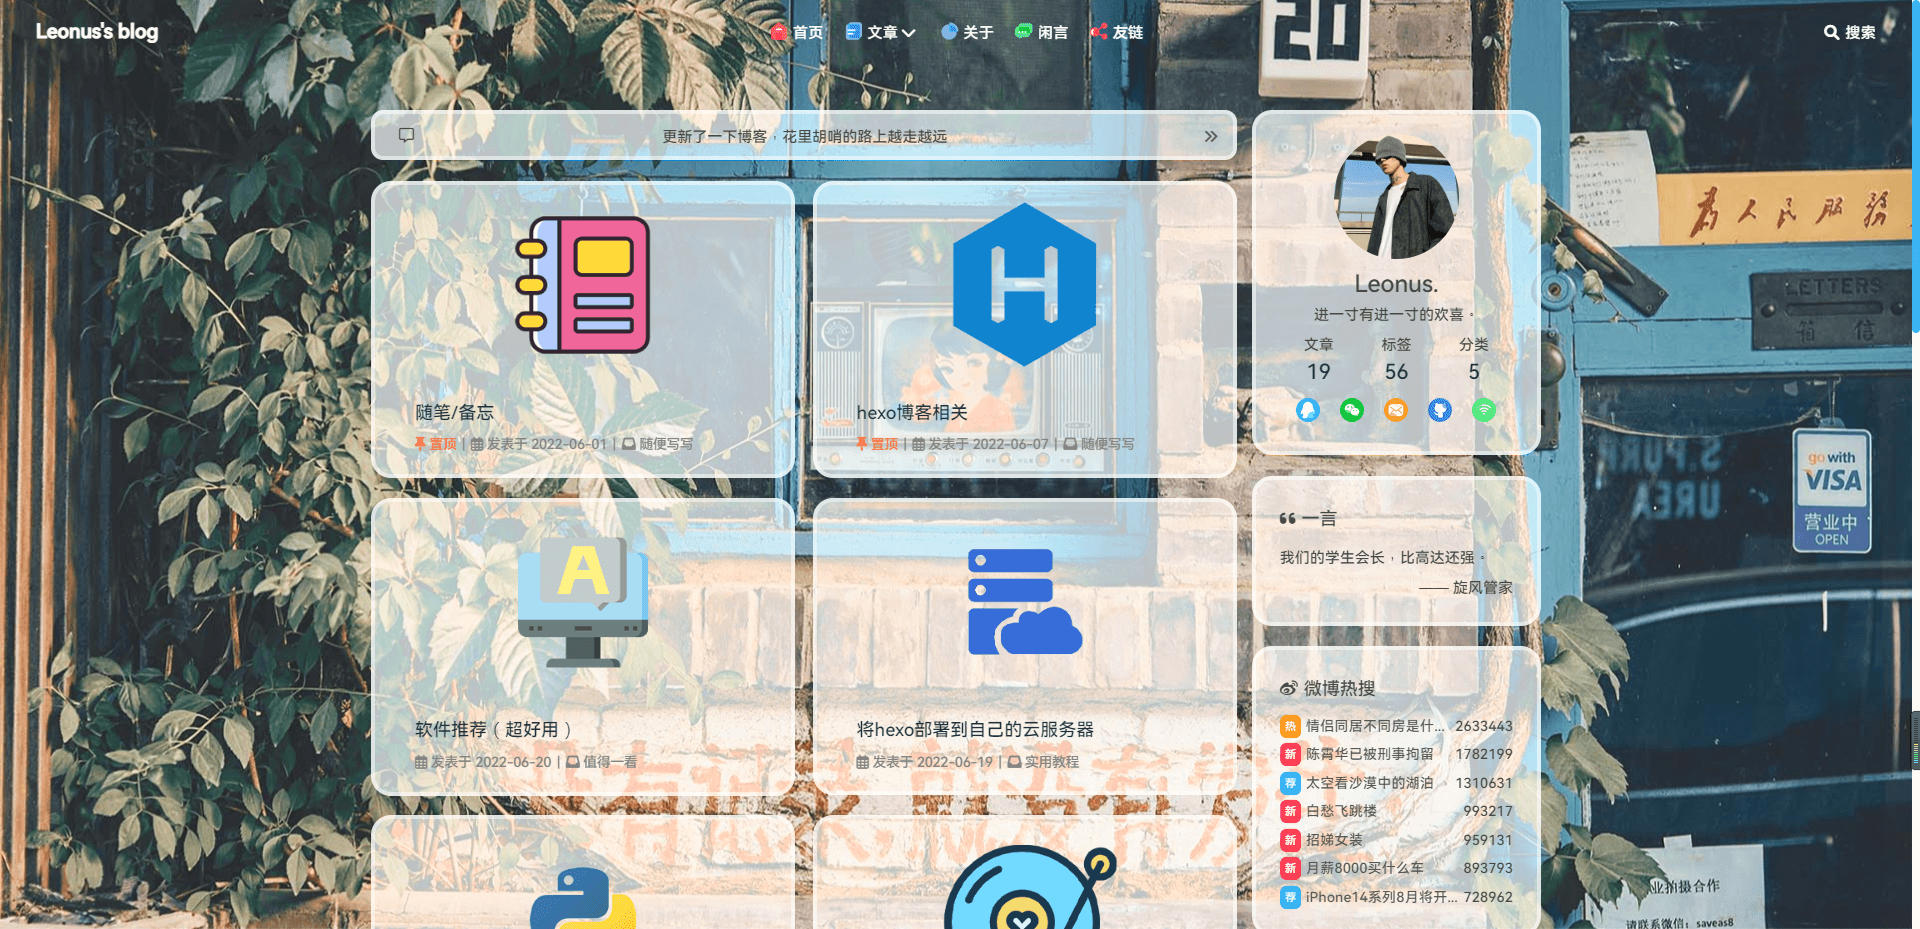 Leonus's blog
首页
文章
关于
闲言
友链
搜索
20
更新了一下博客，花里胡哨的路上越走越远
随笔/备忘
置顶 | 发表于 2022-06-01 | 随便写写
hexo博客相关
置顶 | 发表于 2022-06-07 | 随便写写
A
软件推荐（超好用）
发表于 2022-06-20 | 值得一看
将hexo部署到自己的云服务器
发表于 2022-06-19 | 实用教程
Leonus.
进一寸有进一寸的欢喜。
文章 标签 分类
19 56 5
一言
我们的学生会长，比高达还强。
—— 旋风管家
微博热搜
热 情侣同居不同房是什... 2633443
新 陈霄华已被刑事拘留 1782199
荐 太空看沙漠中的湖泊 1310631
新 白愁飞跳楼 993217
新 招娣女装 959131
新 月薪8000买什么车 893793
荐 iPhone14系列8月将开... 728962
為人民服務
LETTERS
箱 信
go with
VISA
营业中
OPEN
业拍摄合作
请联系微信：saveas8